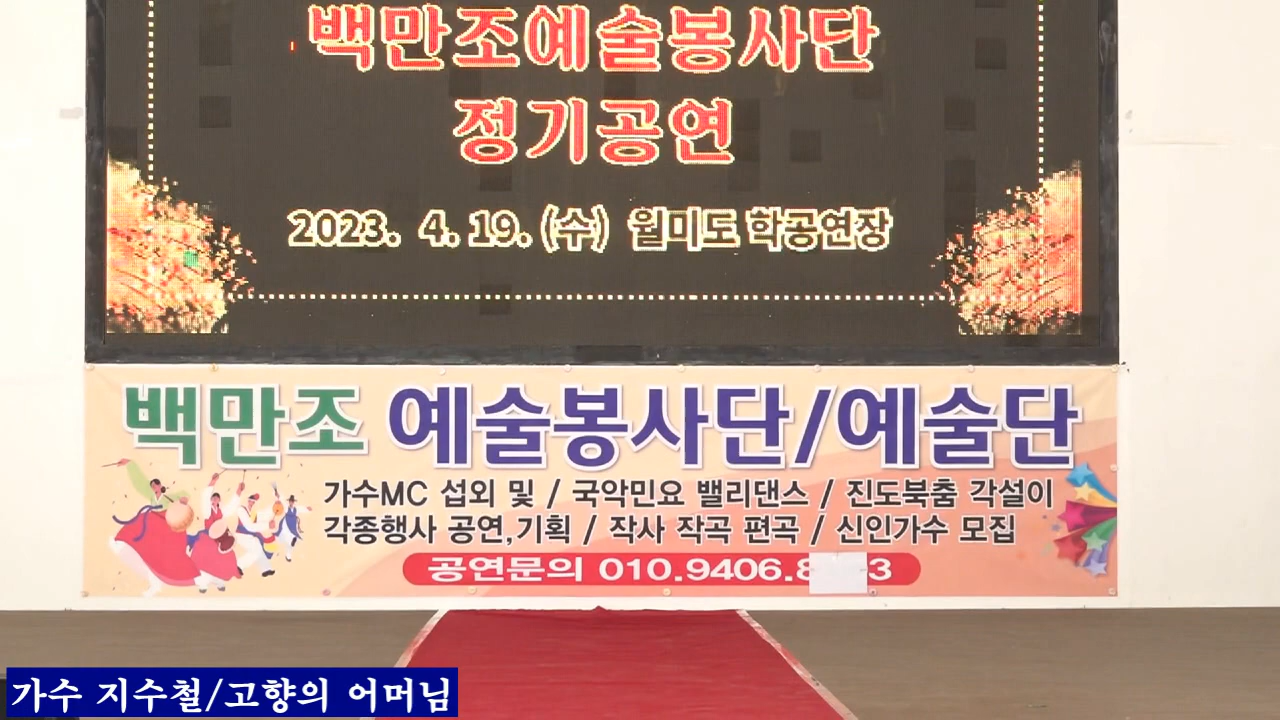 백만조예술봉사단
정기공연
2023. 4. 19. (수) 월미도 학공연장
백만조 예술봉사단/예술단
가수MC 섭외 및 / 국악민요 밸리댄스 / 진도북춤 각설이
각종행사 공연,기획 / 작사 작곡 편곡 / 신인가수 모집
공연문의 010.9406.8 3
가수 지수철/고향의 어머님